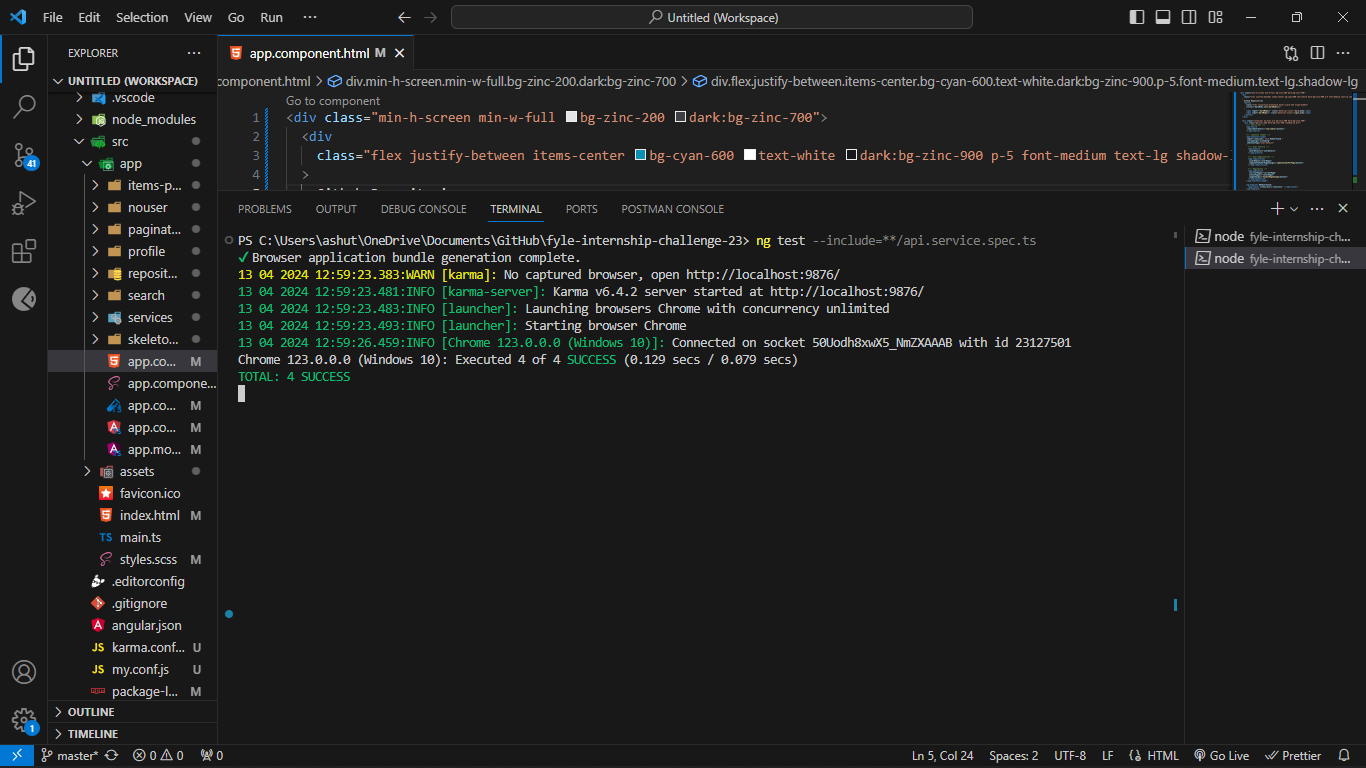 File Edit Selection View Go Run ··· Untitled (Workspace)
EXPLORER ···
UNTITLED (WORKSPACE)
.vscode
node_modules
src
app
items-p...
nouser
paginat...
profile
reposit...
search
services
skeleto...
app.co... M
app.compone...
app.co... M
app.co... M
app.mo... M
assets
favicon.ico
index.html M
main.ts
styles.scss M
.editorconfig
.gitignore
angular.json
karma.conf... U
my.conf.js U
package-l... M
OUTLINE
TIMELINE
41
1
app.component.html M
component.html > div.min-h-screen.min-w-full.bg-zinc-200.dark:bg-zinc-700 > div.flex.justify-between.items-center.bg-cyan-600.text-white.dark:bg-zinc-900.p-5.font-medium.text-lg.shadow-lg
Go to component
1 <div class="min-h-screen min-w-full bg-zinc-200 dark:bg-zinc-700">
2 <div
3 class="flex justify-between items-center bg-cyan-600 text-white dark:bg-zinc-900 p-5 font-medium text-lg shadow-
4 >
PROBLEMS OUTPUT DEBUG CONSOLE TERMINAL PORTS POSTMAN CONSOLE
PS C:\Users\ashut\OneDrive\Documents\GitHub\fyle-internship-challenge-23> ng test --include=**/api.service.spec.ts
✓ Browser application bundle generation complete.
13 04 2024 12:59:23.383:WARN [karma]: No captured browser, open http://localhost:9876/
13 04 2024 12:59:23.481:INFO [karma-server]: Karma v6.4.2 server started at http://localhost:9876/
13 04 2024 12:59:23.483:INFO [launcher]: Launching browsers Chrome with concurrency unlimited
13 04 2024 12:59:23.493:INFO [launcher]: Starting browser Chrome
13 04 2024 12:59:26.459:INFO [Chrome 123.0.0.0 (Windows 10)]: Connected on socket 50Uodh8xwX5_NmZXAAAB with id 23127501
Chrome 123.0.0.0 (Windows 10): Executed 4 of 4 SUCCESS (0.129 secs / 0.079 secs)
TOTAL: 4 SUCCESS
node fyle-internship-ch...
node fyle-internship-ch...
master* 0 0 0 Ln 5, Col 24 Spaces: 2 UTF-8 LF HTML Go Live Prettier